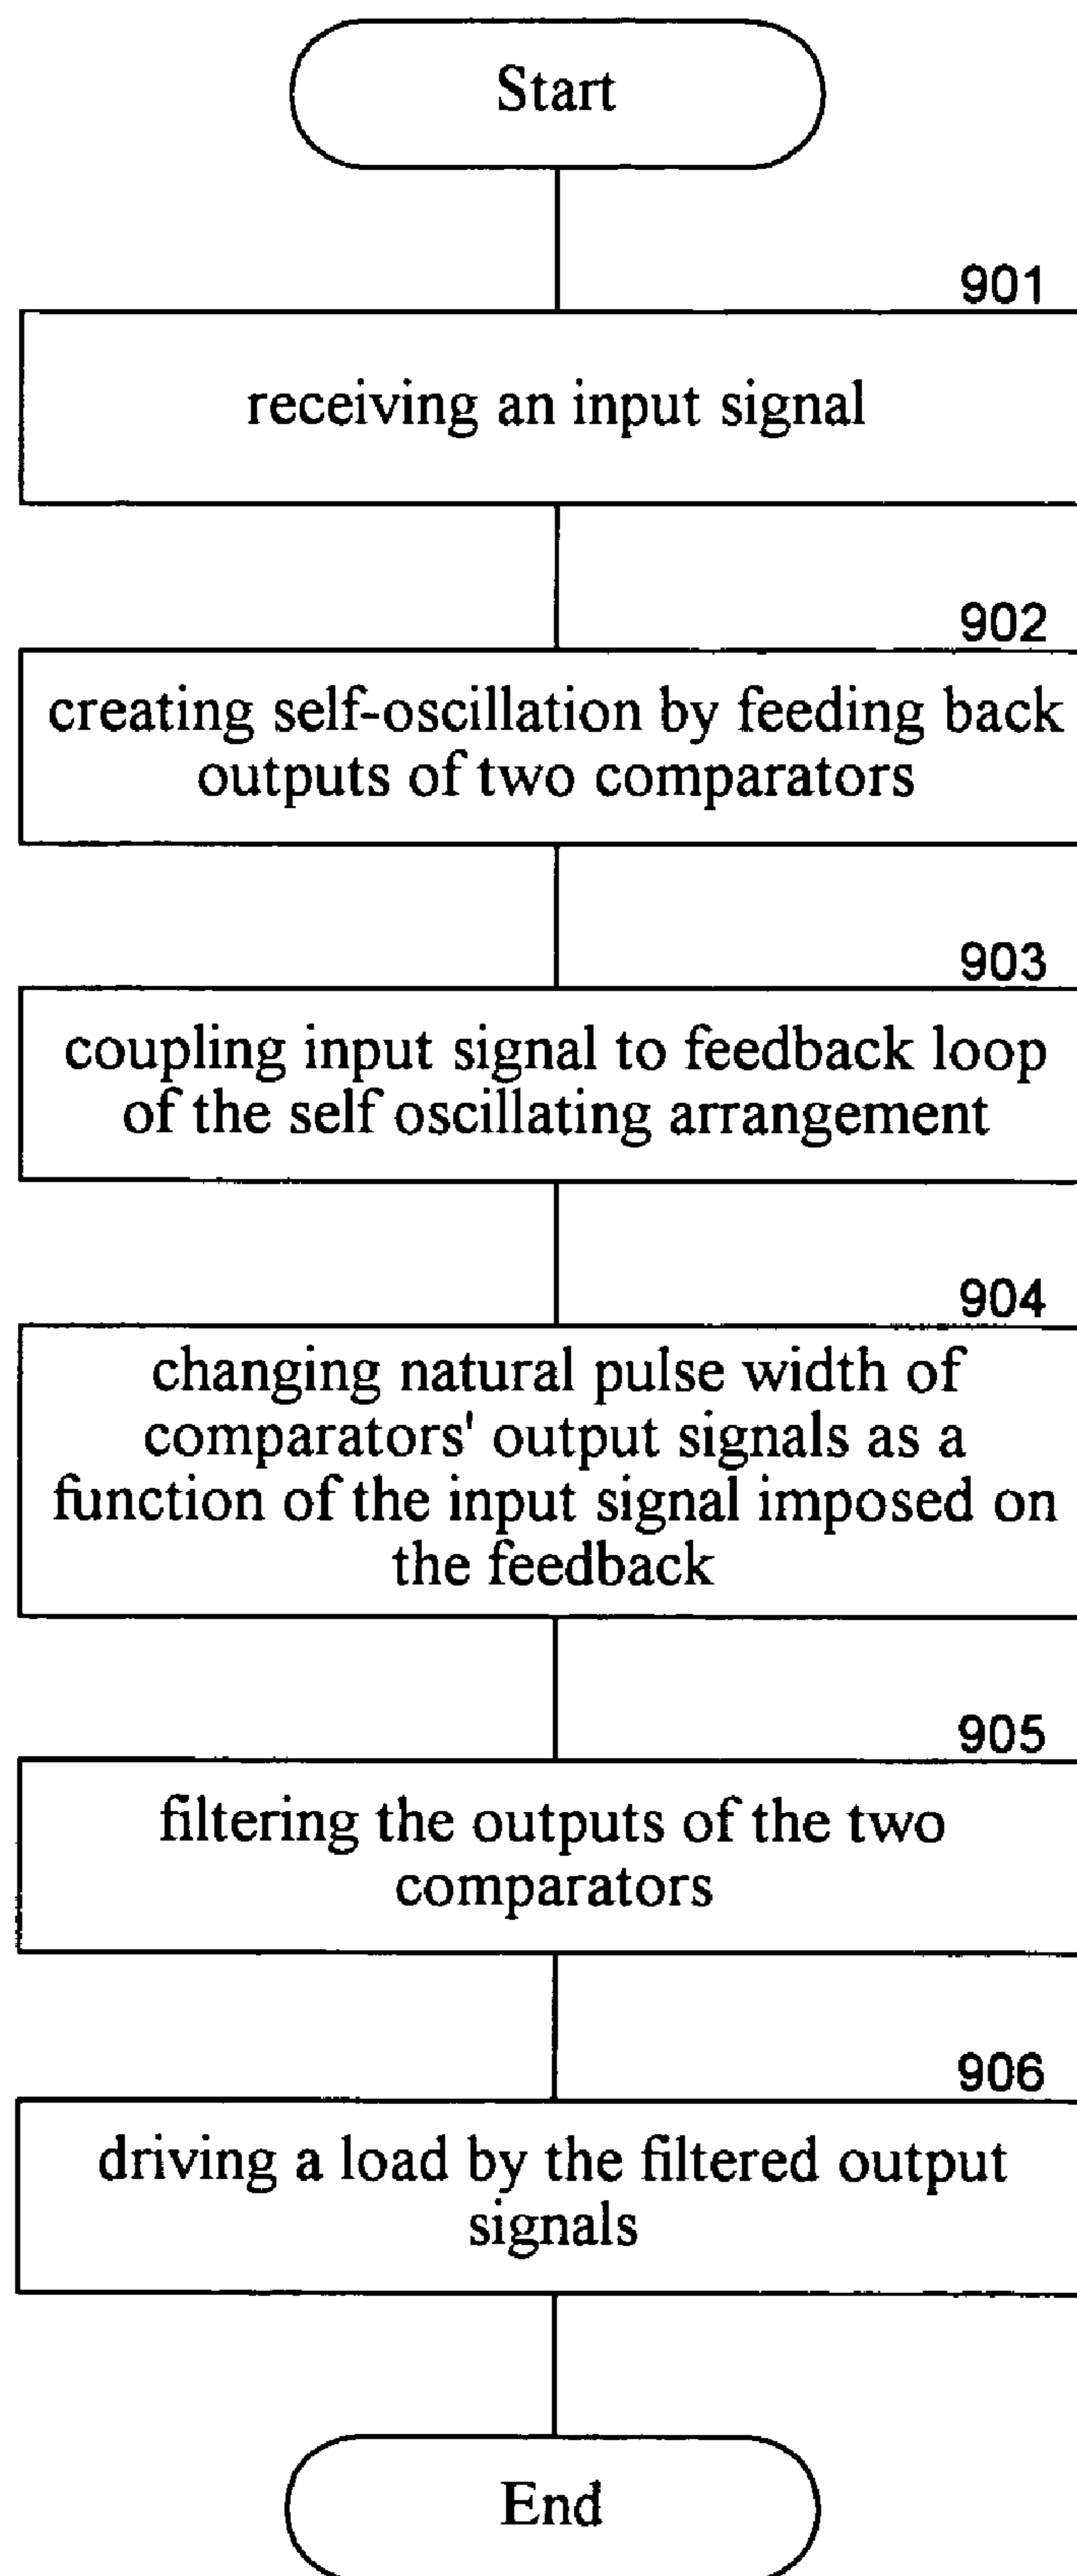 Start
901
receiving an input signal
902
creating self-oscillation by feeding back
outputs of two comparators
903
coupling input signal to feedback loop
of the self oscillating arrangement
904
changing natural pulse width of
comparators' output signals as a
function of the input signal imposed on
the feedback
905
filtering the outputs of the two
comparators
906
driving a load by the filtered output
signals
End